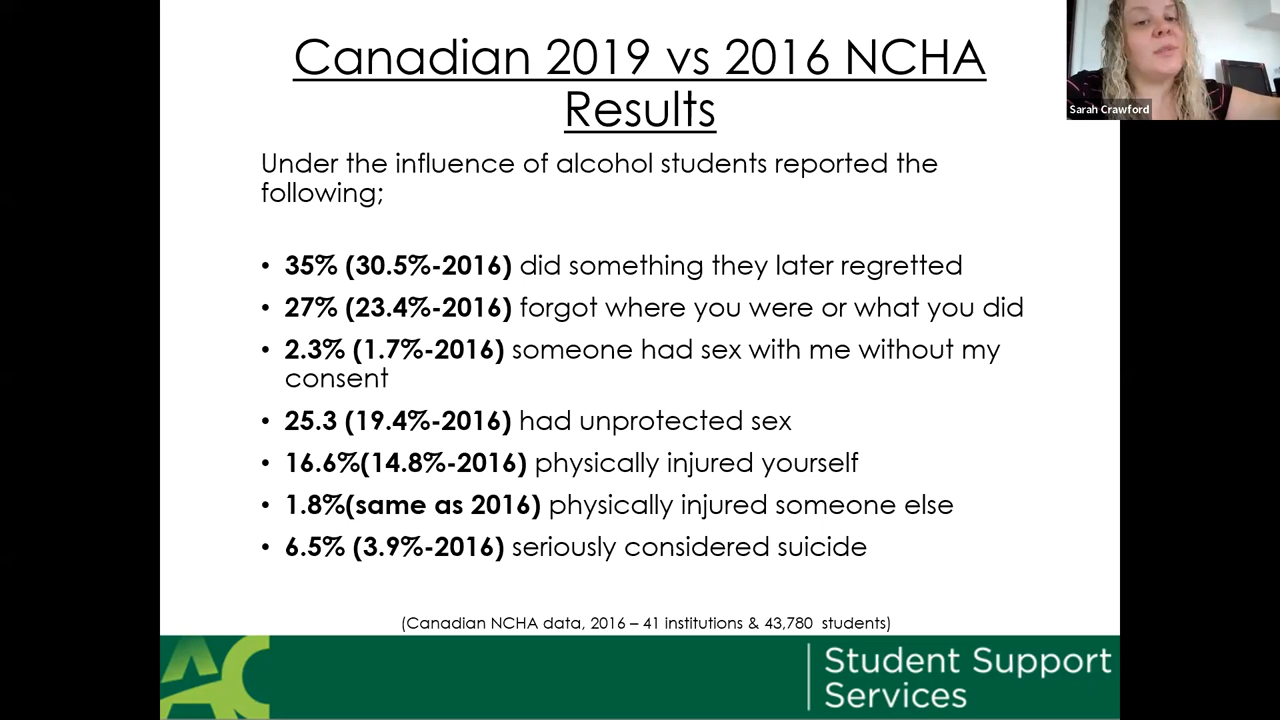 Canadian 2019 vs 2016 NCHA
Results
Sarah Crawford
Under the influence of alcohol students reported the
following;
• 35% (30.5%-2016) did something they later regretted
• 27% (23.4%-2016) forgot where you were or what you did
• 2.3% (1.7%-2016) someone had sex with me without my
consent
• 25.3 (19.4%-2016) had unprotected sex
• 16.6%(14.8%-2016) physically injured yourself
• 1.8%(same as 2016) physically injured someone else
• 6.5% (3.9%-2016) seriously considered suicide
(Canadian NCHA data, 2016 – 41 institutions & 43,780 students)
AC
Student Support
Services